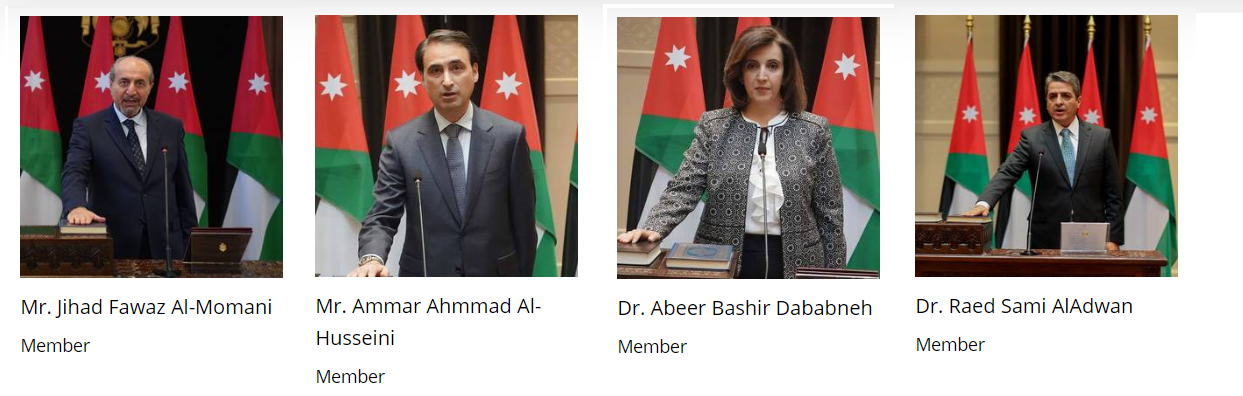 Mr. Jihad Fawaz Al-Momani
Member
Mr. Ammar Ahmmad Al-
Husseini
Member
Dr. Abeer Bashir Dababneh
Member
Dr. Raed Sami AlAdwan
Member